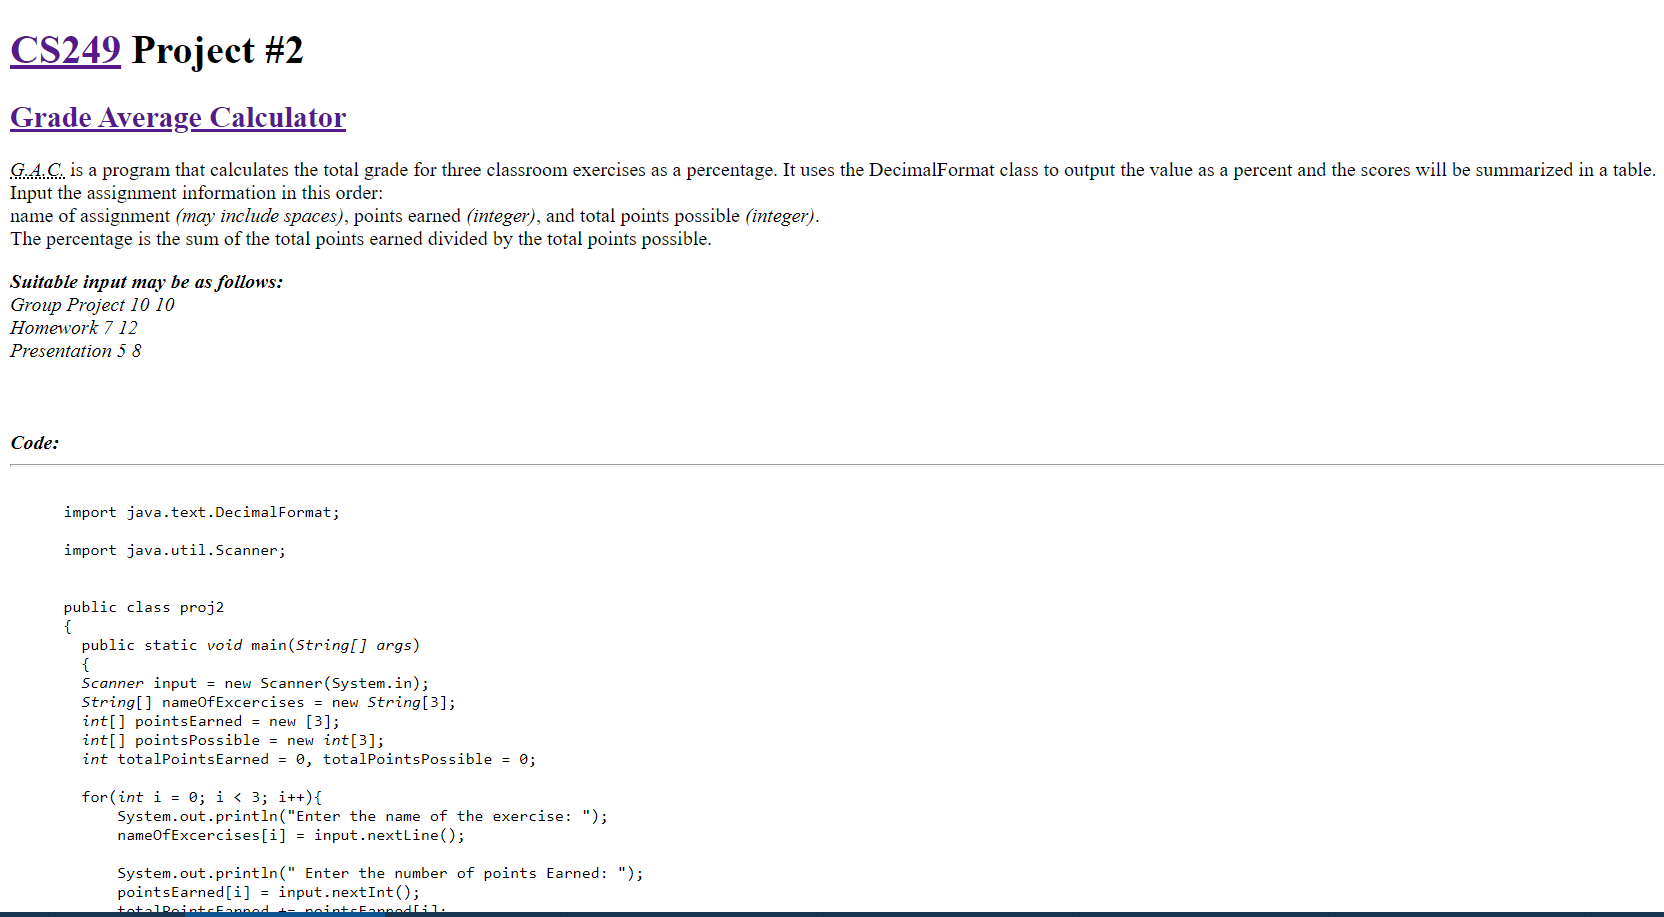 CS249 Project #2
Grade Average Calculator
G.A.C. is a program that calculates the total grade for three classroom exercises as a percentage. It uses the DecimalFormat class to output the value as a percent and the scores will be summarized in a table.
Input the assignment information in this order:
name of assignment (may include spaces), points earned (integer), and total points possible (integer).
The percentage is the sum of the total points earned divided by the total points possible.
Suitable input may be as follows:
Group Project 10 10
Homework 7 12
Presentation 5 8
Code:
import java.text.DecimalFormat;
import java.util.Scanner;
public class proj2
{
public static void main(String[] args)
{
Scanner input = new Scanner(System.in);
String[] nameOfExcercises = new String[3];
int[] pointsEarned = new [3];
int[] pointsPossible = new int[3];
int totalPointsEarned = 0, totalPointsPossible = 0;
for(int i = 0; i < 3; i++){
System.out.println("Enter the name of the exercise: ");
nameOfExcercises[i] = input.nextLine();
System.out.println(" Enter the number of points Earned: ");
pointsEarned[i] = input.nextInt();
totalPointsEarned += pointsEarned[i];